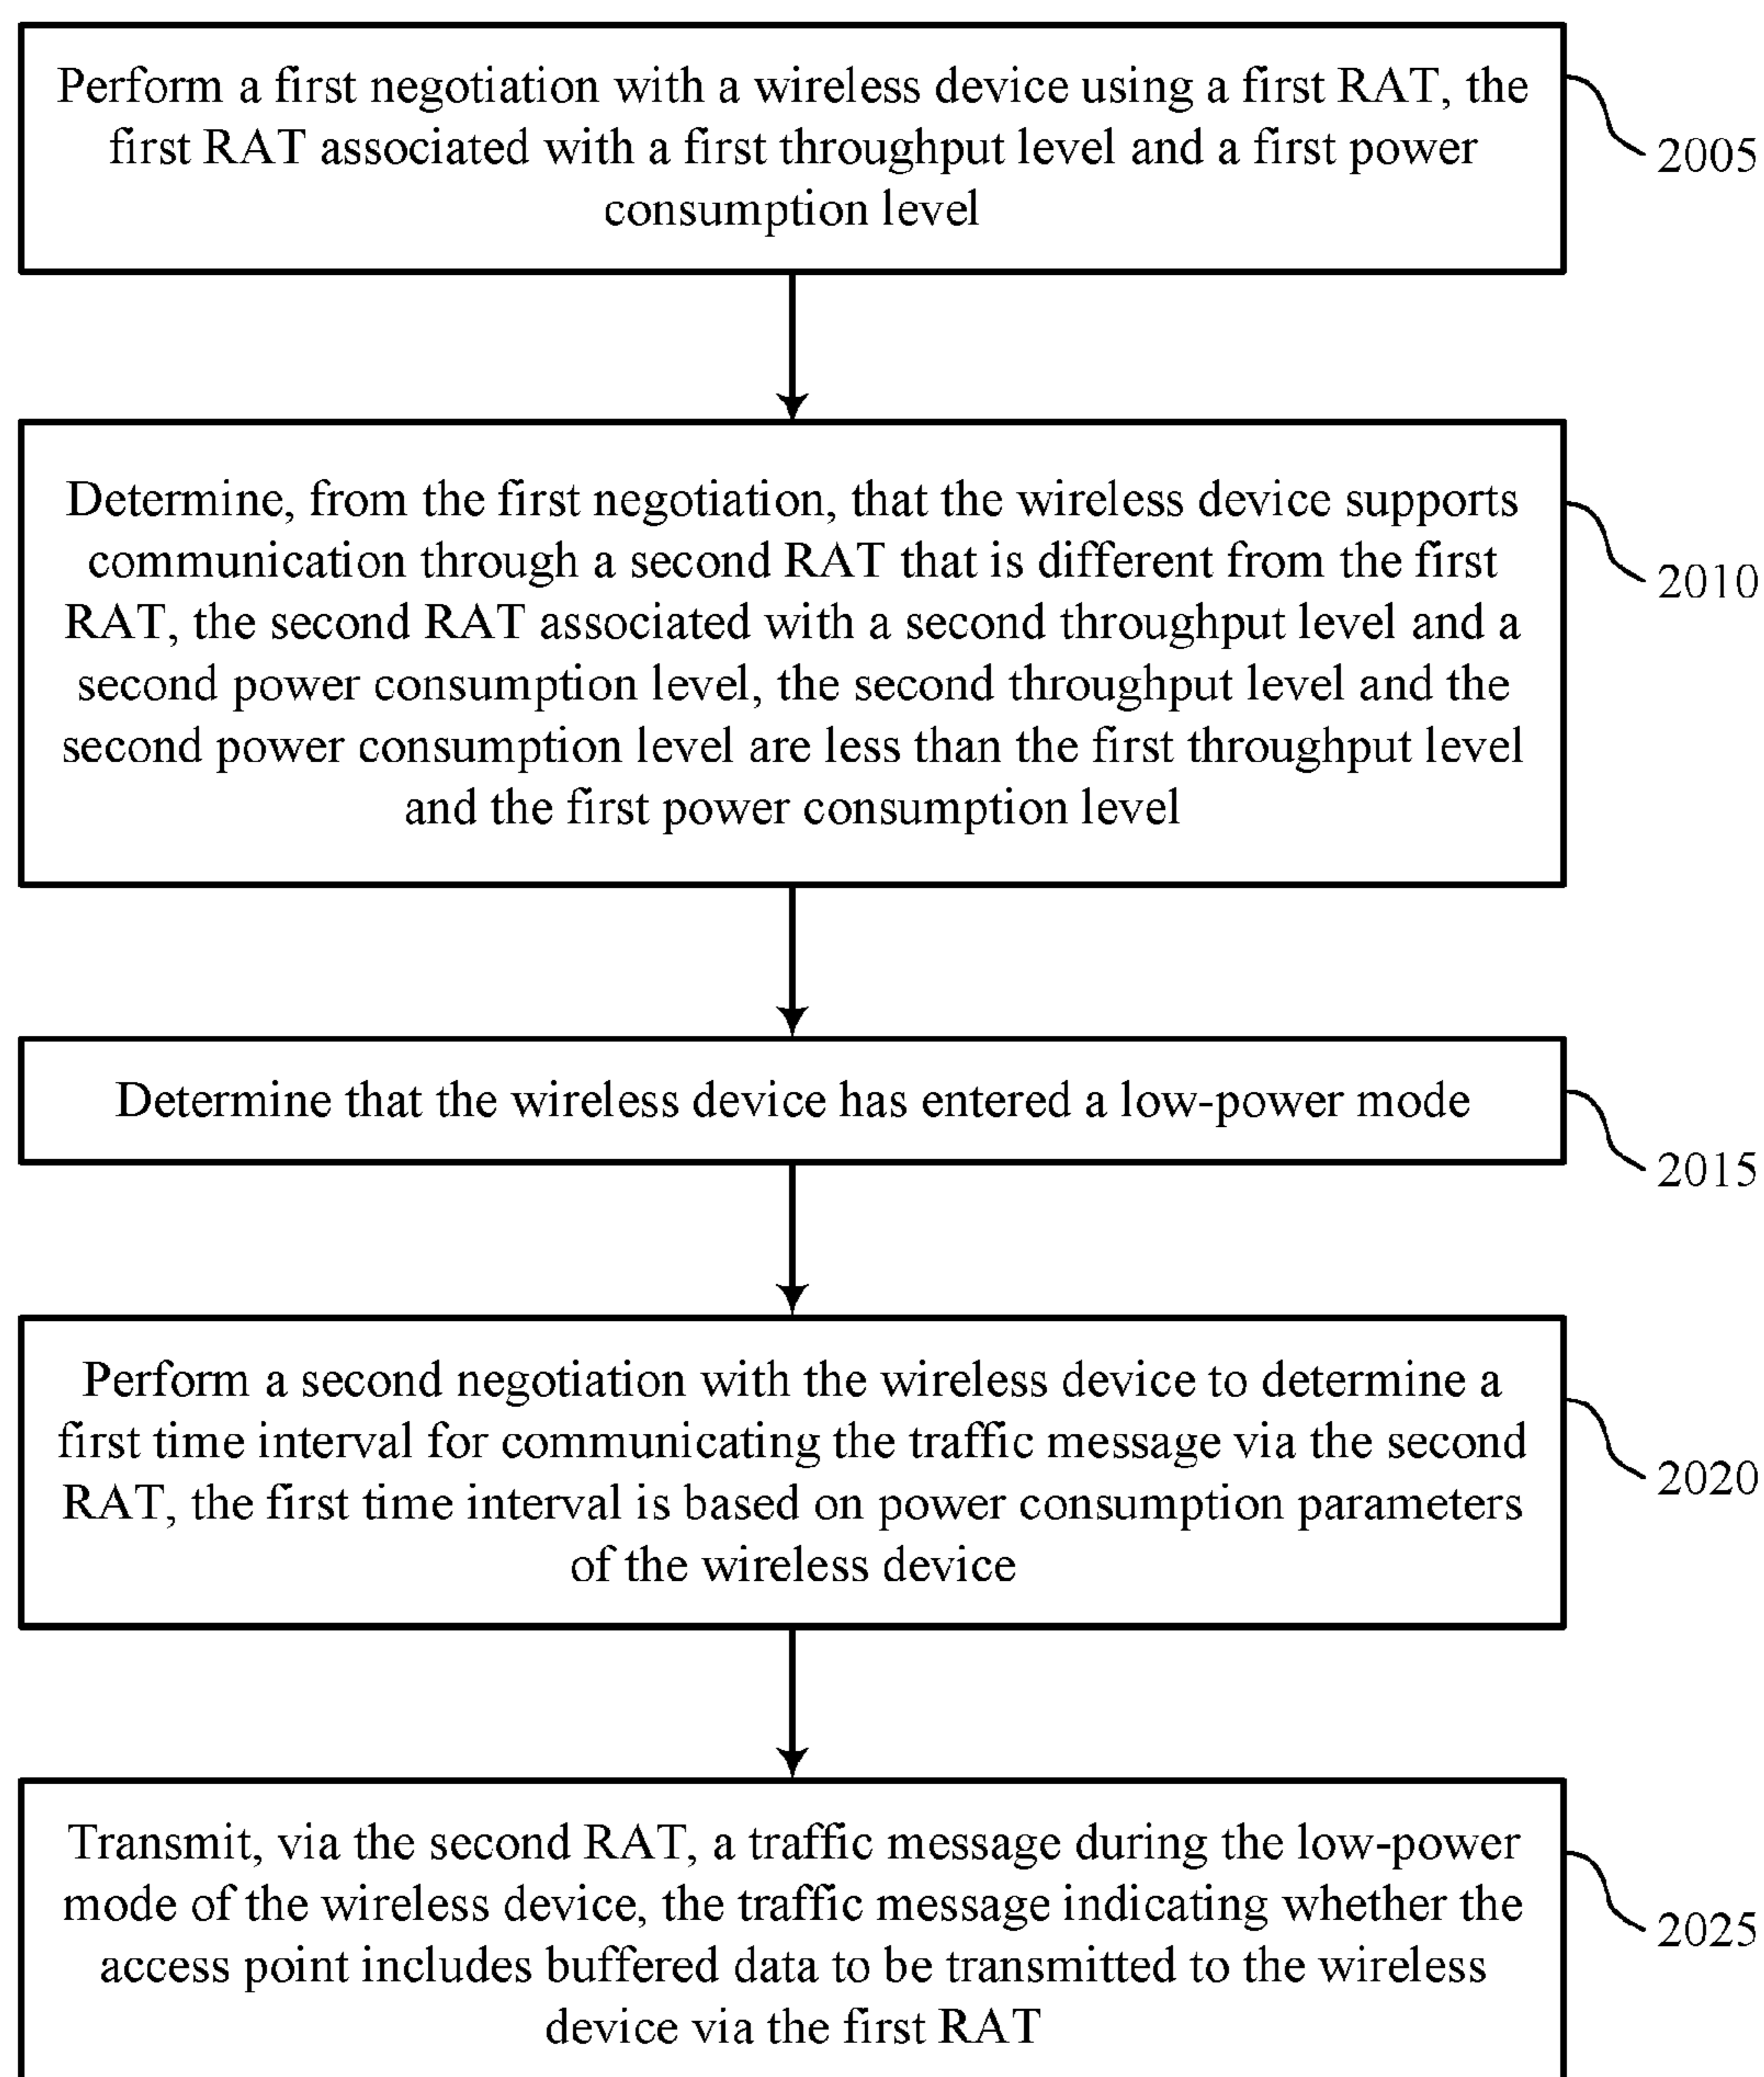 Perform a first negotiation with a wireless device using a first RAT, the
first RAT associated with a first throughput level and a first power
consumption level
2005
Determine, from the first negotiation, that the wireless device supports
communication through a second RAT that is different from the first
RAT, the second RAT associated with a second throughput level and a
second power consumption level, the second throughput level and the
second power consumption level are less than the first throughput level
and the first power consumption level
2010
Determine that the wireless device has entered a low-power mode
2015
Perform a second negotiation with the wireless device to determine a
first time interval for communicating the traffic message via the second
RAT, the first time interval is based on power consumption parameters
of the wireless device
2020
Transmit, via the second RAT, a traffic message during the low-power
mode of the wireless device, the traffic message indicating whether the
access point includes buffered data to be transmitted to the wireless
device via the first RAT
2025